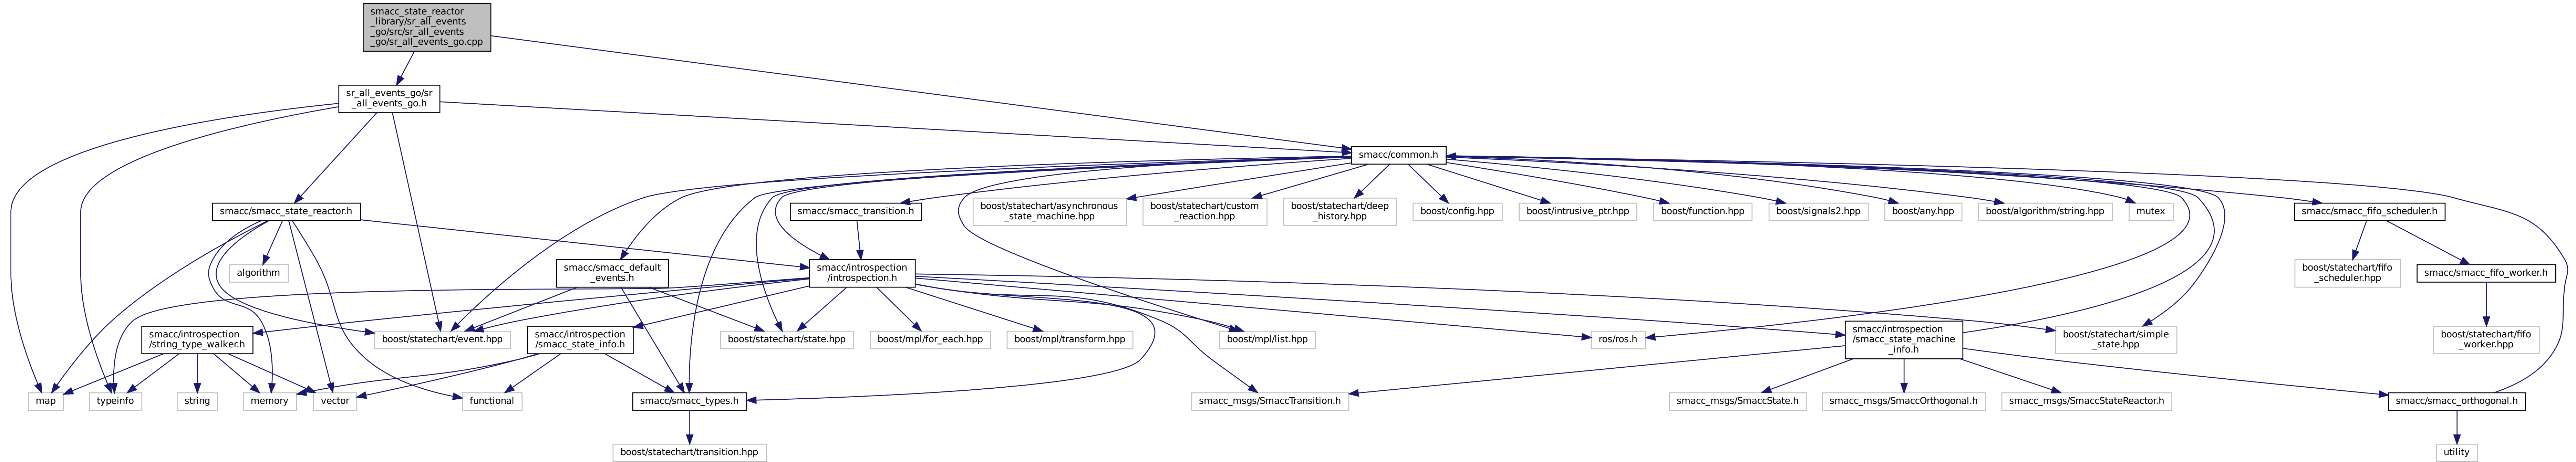 smacc_state_reactor
_library/sr_all_events
_go/src/sr_all_events
_go/sr_all_events_go.cpp
sr_all_events_go/sr
_all_events_go.h
smacc/common.h
smacc/smacc_state_reactor.h
smacc/smacc_transition.h
boost/statechart/asynchronous
_state_machine.hpp
boost/statechart/custom
_reaction.hpp
boost/statechart/deep
_history.hpp
boost/config.hpp
boost/intrusive_ptr.hpp
boost/function.hpp
boost/signals2.hpp
boost/any.hpp
boost/algorithm/string.hpp
mutex
smacc/smacc_fifo_scheduler.h
algorithm
smacc/smacc_default
_events.h
smacc/introspection
/introspection.h
boost/statechart/fifo
_scheduler.hpp
smacc/smacc_fifo_worker.h
smacc/introspection
/string_type_walker.h
boost/statechart/event.hpp
smacc/introspection
/smacc_state_info.h
boost/statechart/state.hpp
boost/mpl/for_each.hpp
boost/mpl/transform.hpp
boost/mpl/list.hpp
ros/ros.h
smacc/introspection
/smacc_state_machine
_info.h
boost/statechart/simple
_state.hpp
boost/statechart/fifo
_worker.hpp
map
typeinfo
string
memory
vector
functional
smacc/smacc_types.h
smacc_msgs/SmaccTransition.h
smacc_msgs/SmaccState.h
smacc_msgs/SmaccOrthogonal.h
smacc_msgs/SmaccStateReactor.h
smacc/smacc_orthogonal.h
boost/statechart/transition.hpp
utility